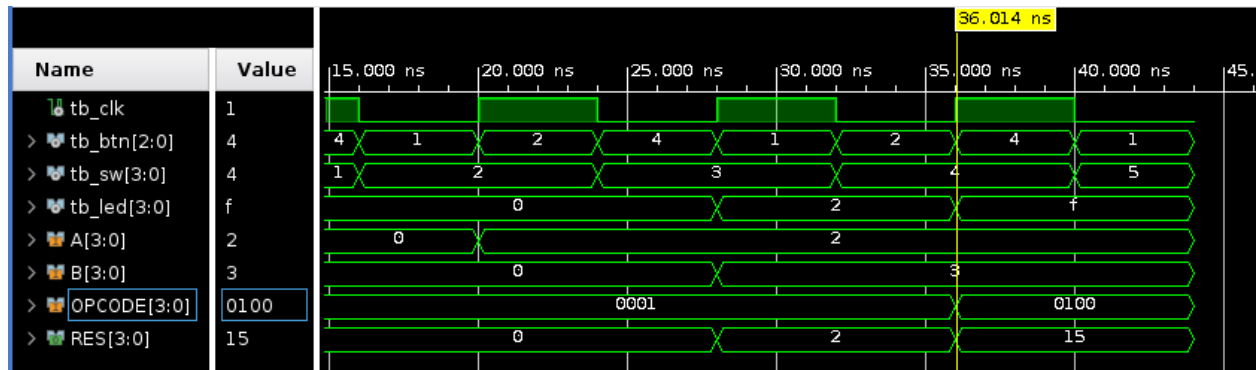 36.014 ns
Name Value 15.000 ns 20.000 ns 25.000 ns 30.000 ns 35.000 ns 40.000 ns 45.
tb_clk 1
tb_btn[2:0] 4 4 1 2 4 1 2 4 1
tb_sw[3:0] 4 1 2 3 4 5
tb_led[3:0] f 0 2 f
A[3:0] 2 0 2
B[3:0] 3 0 3
OPCODE[3:0] 0100 0001 0100
RES[3:0] 15 0 2 15